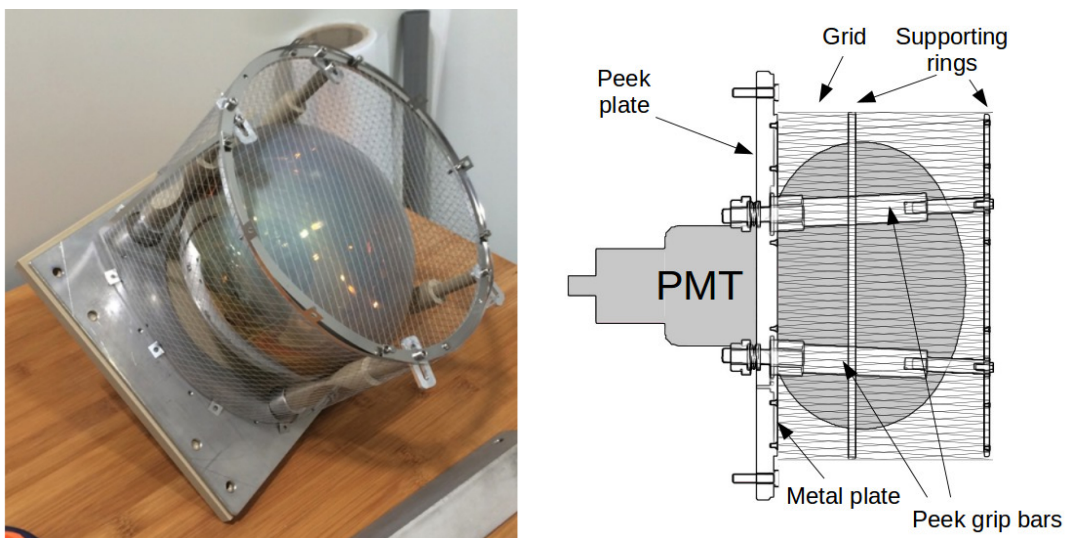 Grid
Supporting
rings
Peek
plate
PMT
Metal plate
Peek grip bars